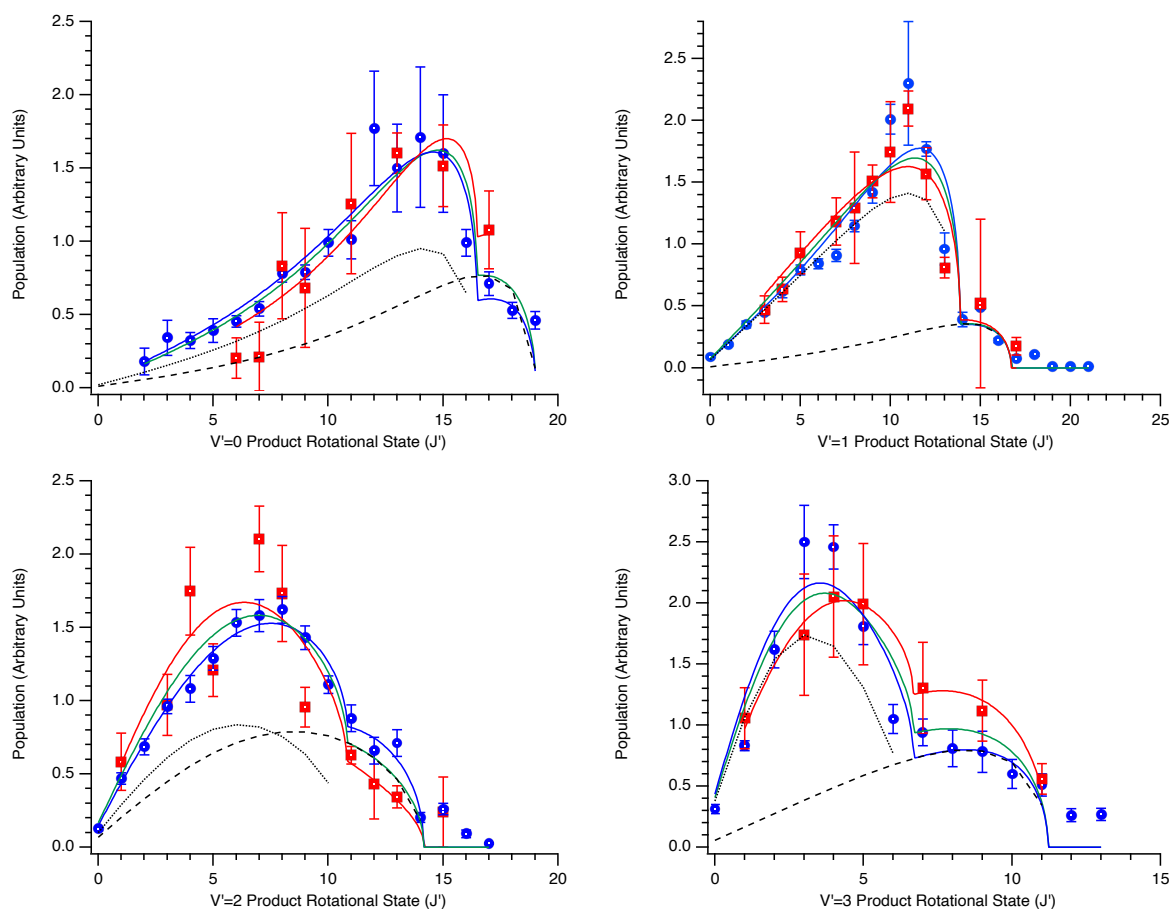 2.5
2.0
1.5
1.0
0.5
0.0
Population (Arbitrary Units)
0 5 10 15 20
V'=0 Product Rotational State (J')
2.5
2.0
1.5
1.0
0.5
0.0
Population (Arbitrary Units)
0 5 10 15 20 25
V'=1 Product Rotational State (J')
2.5
2.0
1.5
1.0
0.5
0.0
Population (Arbitrary Units)
0 5 10 15 20
V'=2 Product Rotational State (J')
3.0
2.5
2.0
1.5
1.0
0.5
0.0
Population (Arbitrary Units)
0 5 10 15
V'=3 Product Rotational State (J')